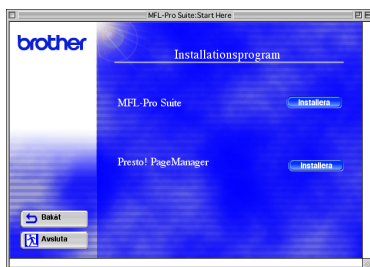 MFL-Pro Suite:Start Here
brother
Installationsprogram
MFL-Pro Suite
Installera
Presto! PageManager
Installera
Bakåt
Avsluta